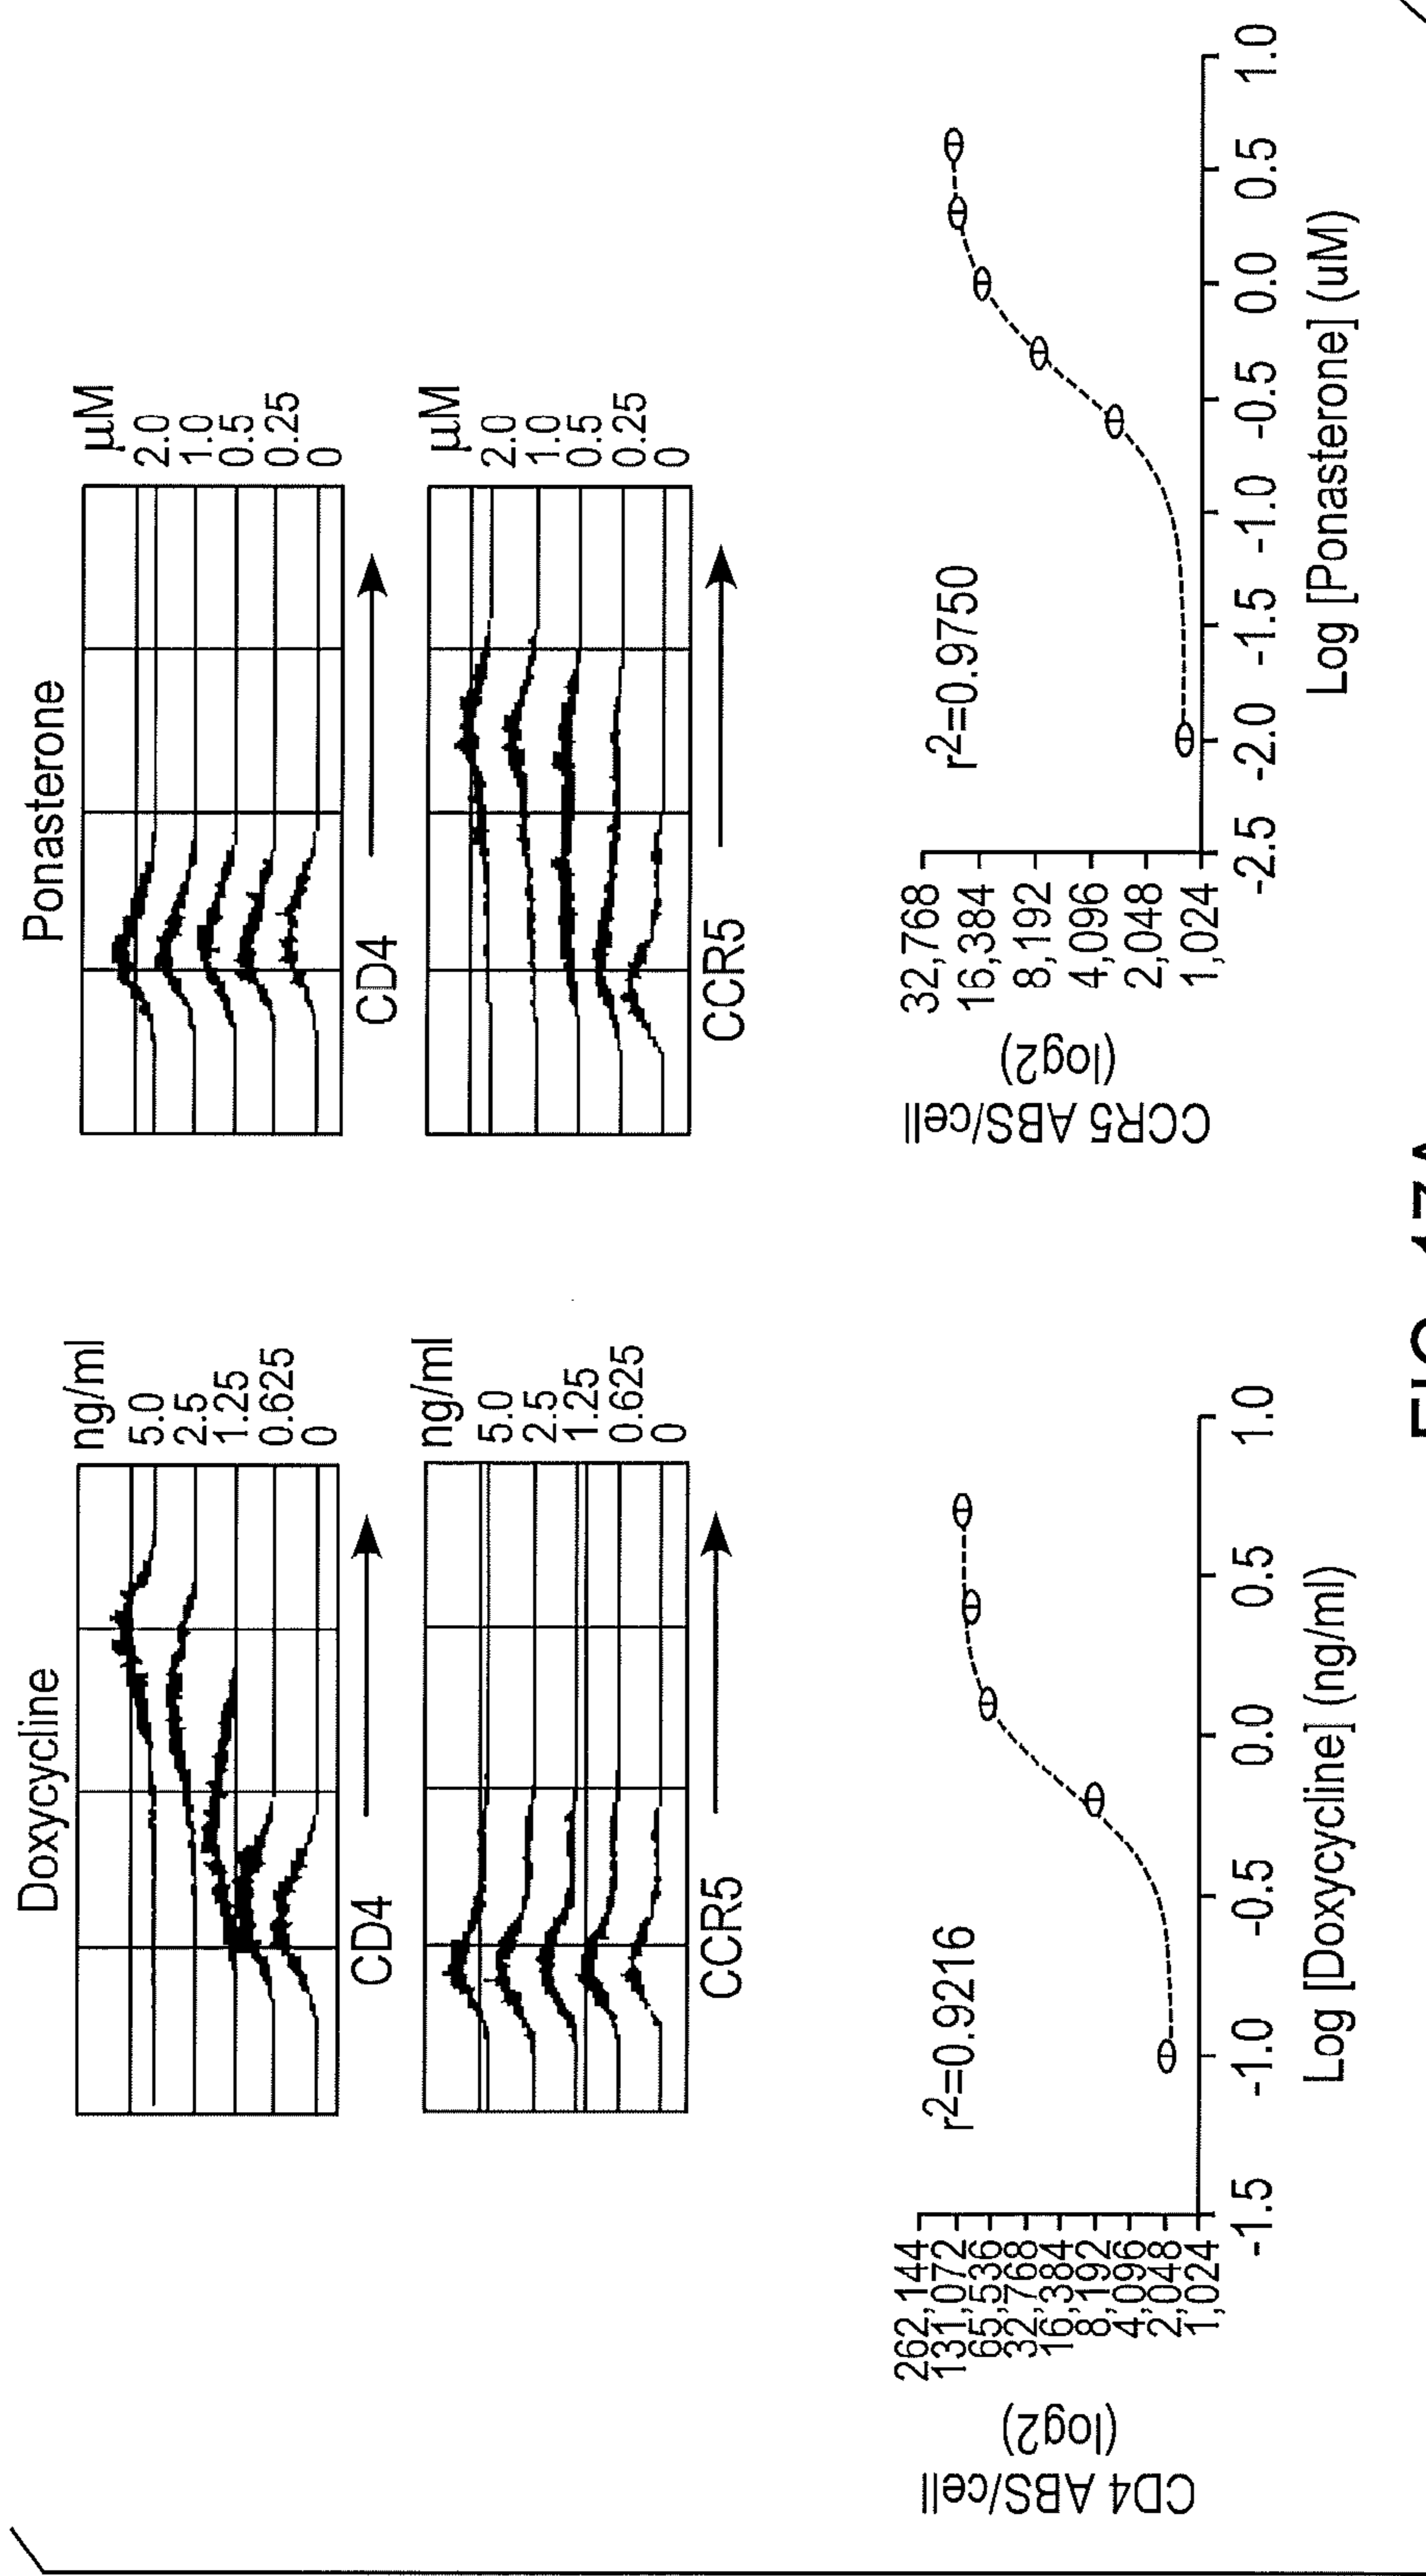 Doxycycline
ng/ml
5.0
2.5
1.25
0.625
0
CD4
ng/ml
5.0
2.5
1.25
0.625
0
CCR5
Ponasterone
μM
2.0
1.0
0.5
0.25
0
CD4
μM
2.0
1.0
0.5
0.25
0
CCR5
CD4 ABS/cell
(log2)
262,144
131,072
65,536
32,768
16,384
8,192
4,096
2,048
1,024
r2=0.9216
-1.5 -1.0 -0.5 0.0 0.5 1.0
Log [Doxycycline] (ng/ml)
CCR5 ABS/cell
(log2)
32,768
16,384
8,192
4,096
2,048
1,024
r2=0.9750
-2.5 -2.0 -1.5 -1.0 -0.5 0.0 0.5 1.0
Log [Ponasterone] (uM)